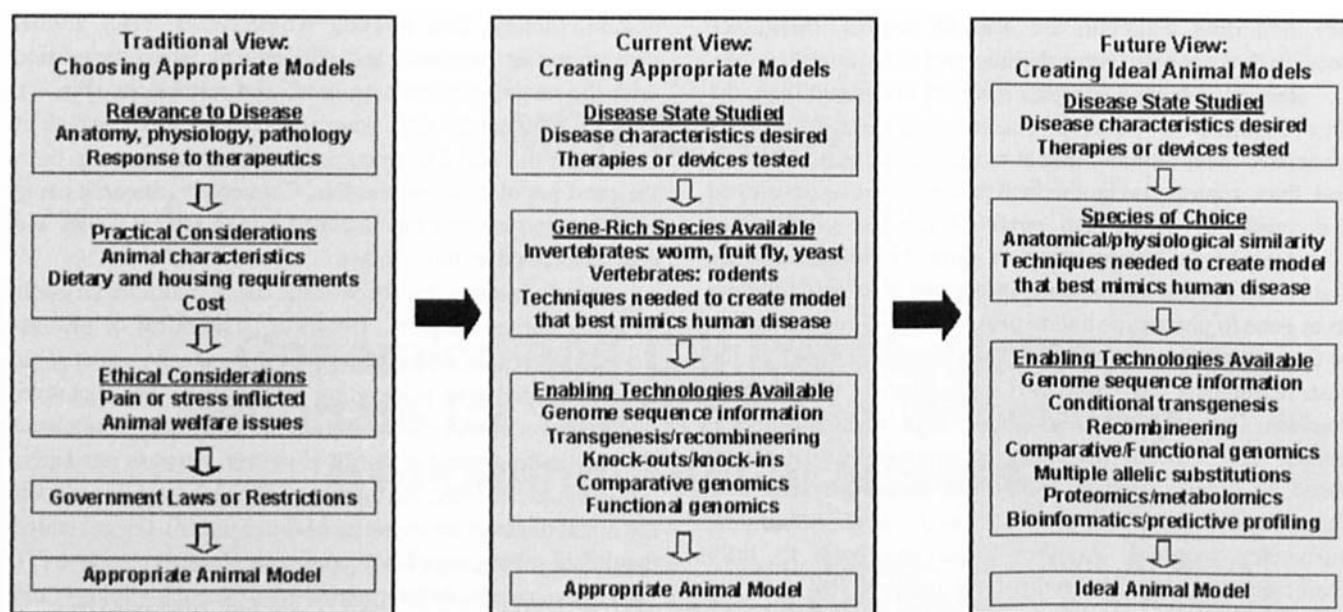 Traditional View:
Choosing Appropriate Models
Relevance to Disease
Anatomy, physiology, pathology
Response to therapeutics
Practical Considerations
Animal characteristics
Dietary and housing requirements
Cost
Ethical Considerations
Pain or stress inflicted
Animal welfare issues
Government Laws or Restrictions
Appropriate Animal Model
Current View:
Creating Appropriate Models
Disease State Studied
Disease characteristics desired
Therapies or devices tested
Gene-Rich Species Available
Invertebrates: worm, fruit fly, yeast
Vertebrates: rodents
Techniques needed to create model
that best mimics human disease
Enabling Technologies Available
Genome sequence information
Transgenesis/recombineering
Knock-outs/knock-ins
Comparative genomics
Functional genomics
Appropriate Animal Model
Future View:
Creating Ideal Animal Models
Disease State Studied
Disease characteristics desired
Therapies or devices tested
Species of Choice
Anatomical/physiological similarity
Techniques needed to create model
that best mimics human disease
Enabling Technologies Available
Genome sequence information
Conditional transgenesis
Recombineering
Comparative/Functional genomics
Multiple allelic substitutions
Proteomics/metabolomics
Bioinformatics/predictive profiling
Ideal Animal Model